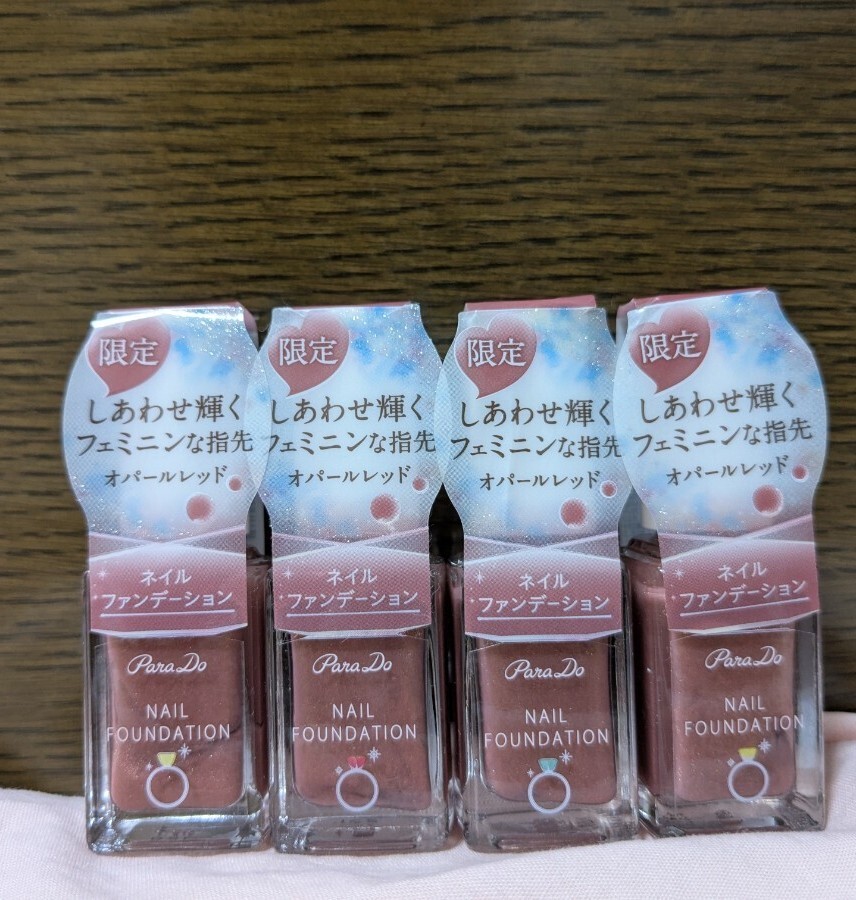 限定
しあわせ輝く
フェミニンな指先
オパールレッド
ネイル
ファンデーション
ParaDo
NAIL
FOUNDATION
限定
しあわせ輝く
フェミニンな指先
オパールレッド
ネイル
ファンデーション
ParaDo
NAIL
FOUNDATION
限定
しあわせ輝く
フェミニンな指先
オパールレッド
ネイル
ファンデーション
ParaDo
NAIL
FOUNDATION
限定
しあわせ輝く
フェミニンな指先
オパールレッド
ネイル
ファンデーション
ParaDo
NAIL
FOUNDATION